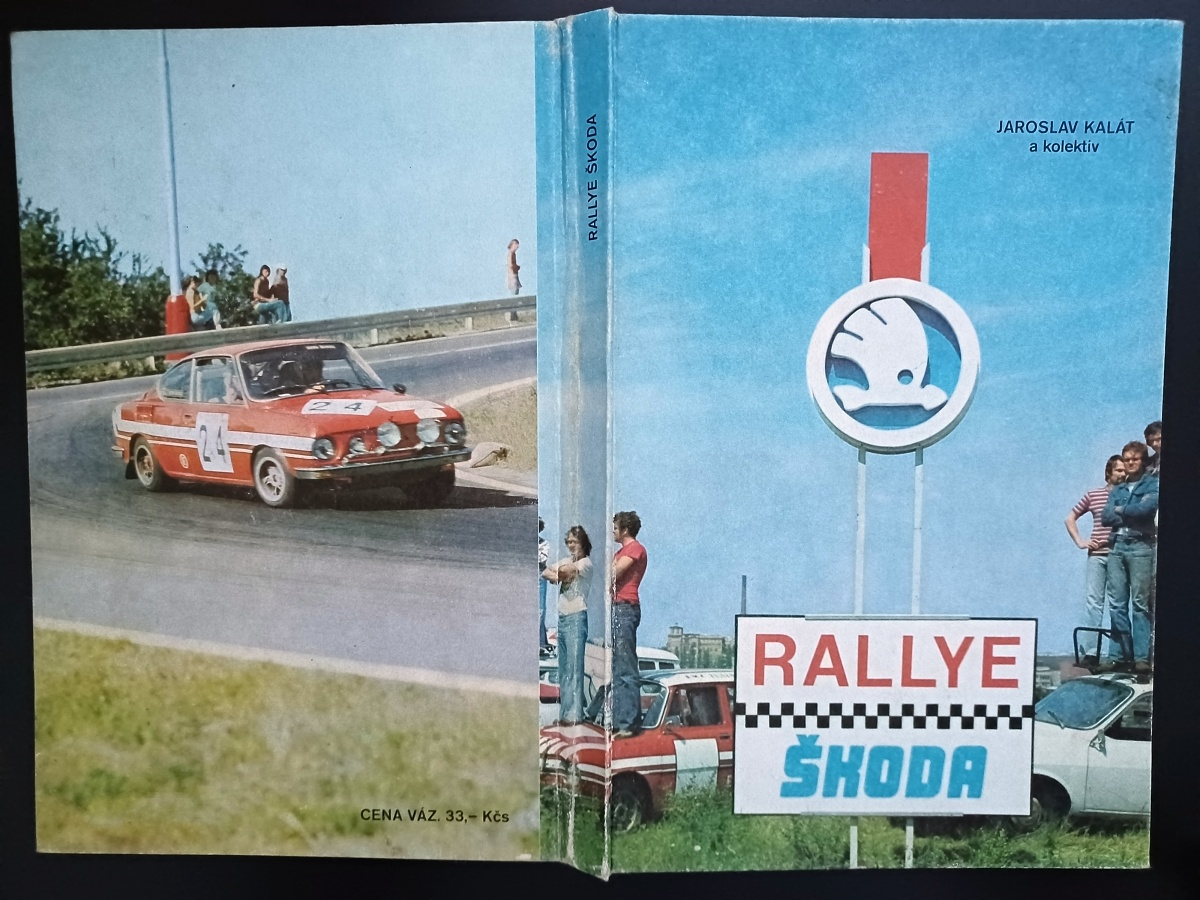 JAROSLAV KALÁT
a kolektív
RALLYE
ŠKODA
RALLYE ŠKODA
24
24
CENA VÁZ. 33,– Kčs